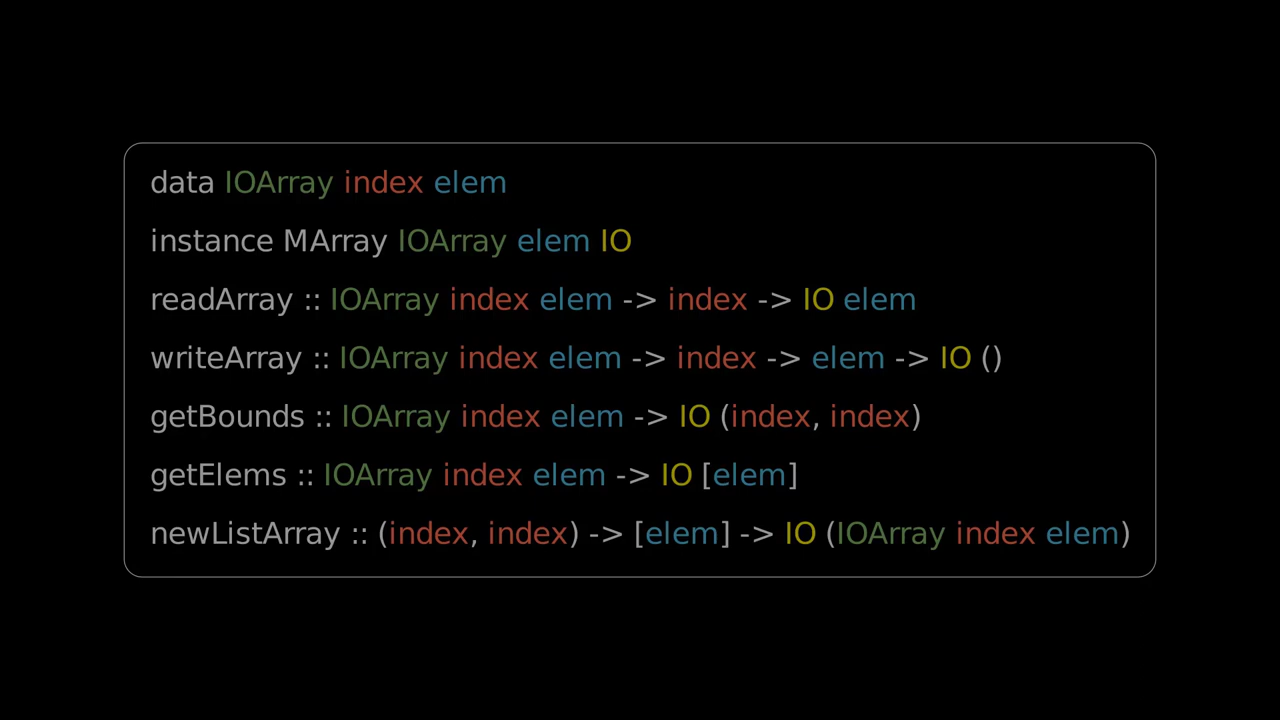 data IOArray index elem
instance MArray IOArray elem IO
readArray :: IOArray index elem -> index -> IO elem
writeArray :: IOArray index elem -> index -> elem -> IO ()
getBounds :: IOArray index elem -> IO (index, index)
getElems :: IOArray index elem -> IO [elem]
newListArray :: (index, index) -> [elem] -> IO (IOArray index elem)